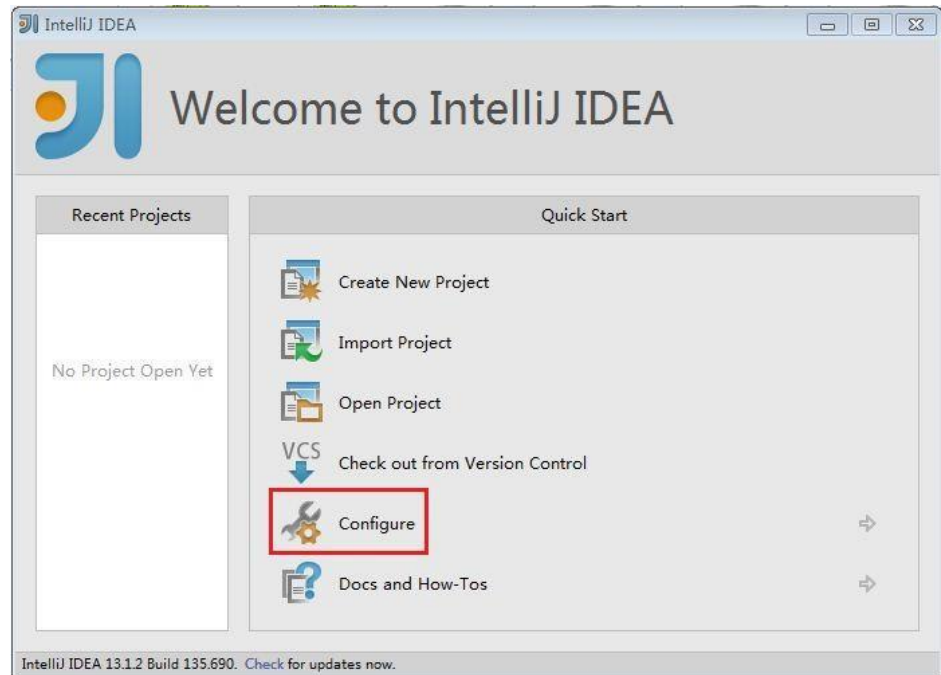 IntelliJ IDEA
Welcome to IntelliJ IDEA
Recent Projects
No Project Open Yet
Quick Start
Create New Project
Import Project
Open Project
VCS
Check out from Version Control
Configure
Docs and How-Tos
IntelliJ IDEA 13.1.2 Build 135.690. Check for updates now.